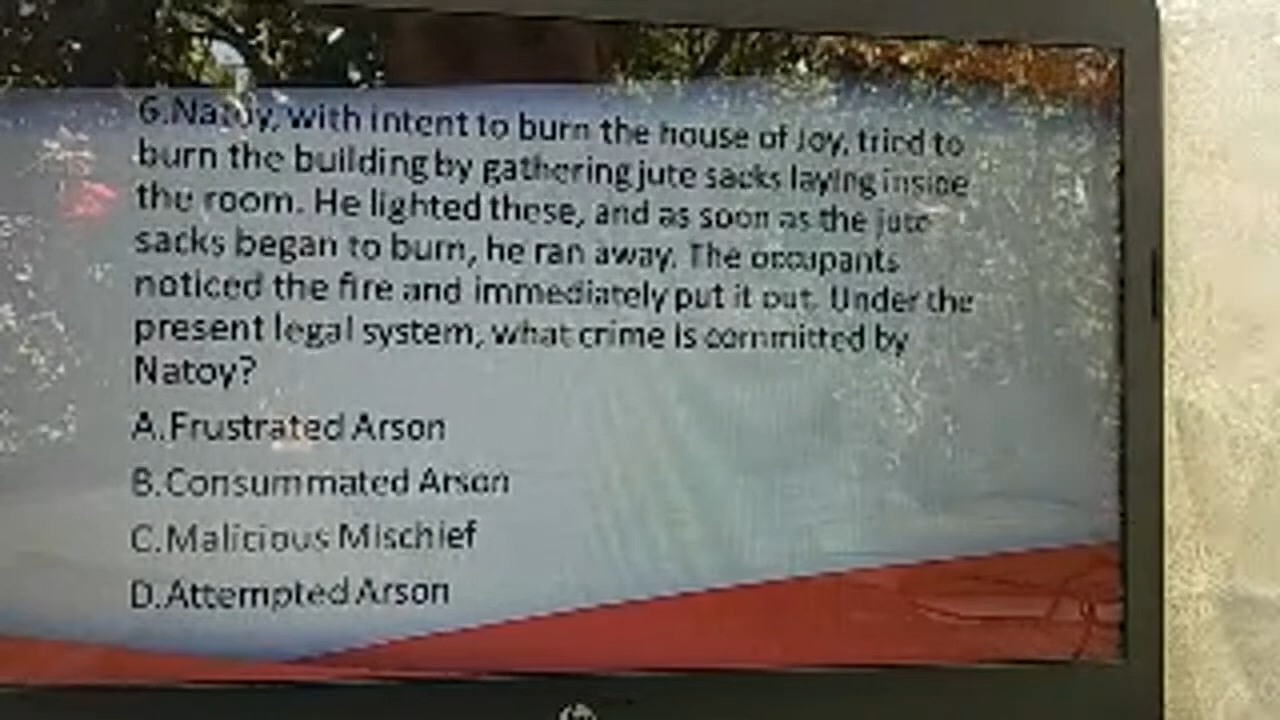 6.Natoy, with intent to burn the house of Joy, tried to
burn the building by gathering jute sacks laying inside
the room. He lighted these, and as soon as the jute
sacks began to burn, he ran away. The occupants
noticed the fire and immediately put it out. Under the
present legal system, what crime is committed by
Natoy?
A.Frustrated Arson
B.Consummated Arson
C.Malicious Mischief
D.Attempted Arson
hp